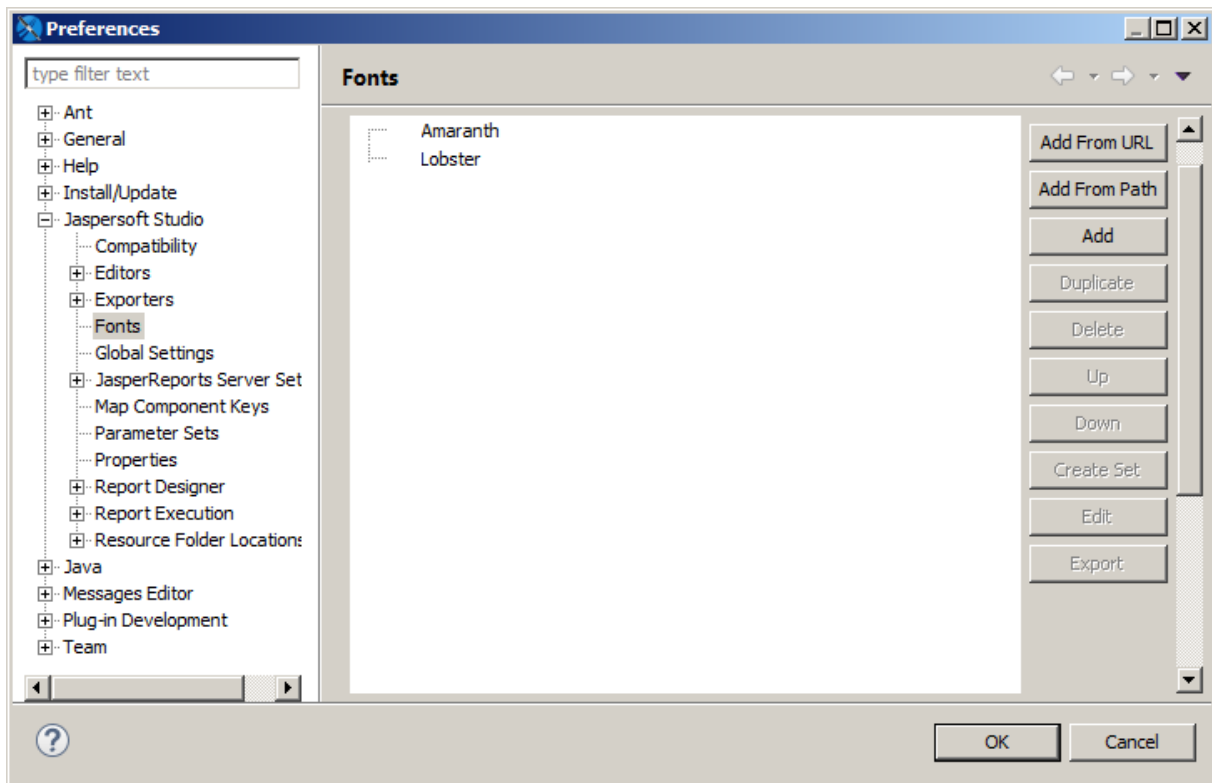 Preferences
type filter text
Ant
General
Help
Install/Update
Jaspersoft Studio
Compatibility
Editors
Exporters
Fonts
Global Settings
JasperReports Server Set
Map Component Keys
Parameter Sets
Properties
Report Designer
Report Execution
Resource Folder Locations
Java
Messages Editor
Plug-in Development
Team
Fonts
Amaranth
Lobster
Add From URL
Add From Path
Add
Duplicate
Delete
Up
Down
Create Set
Edit
Export
?
OK
Cancel